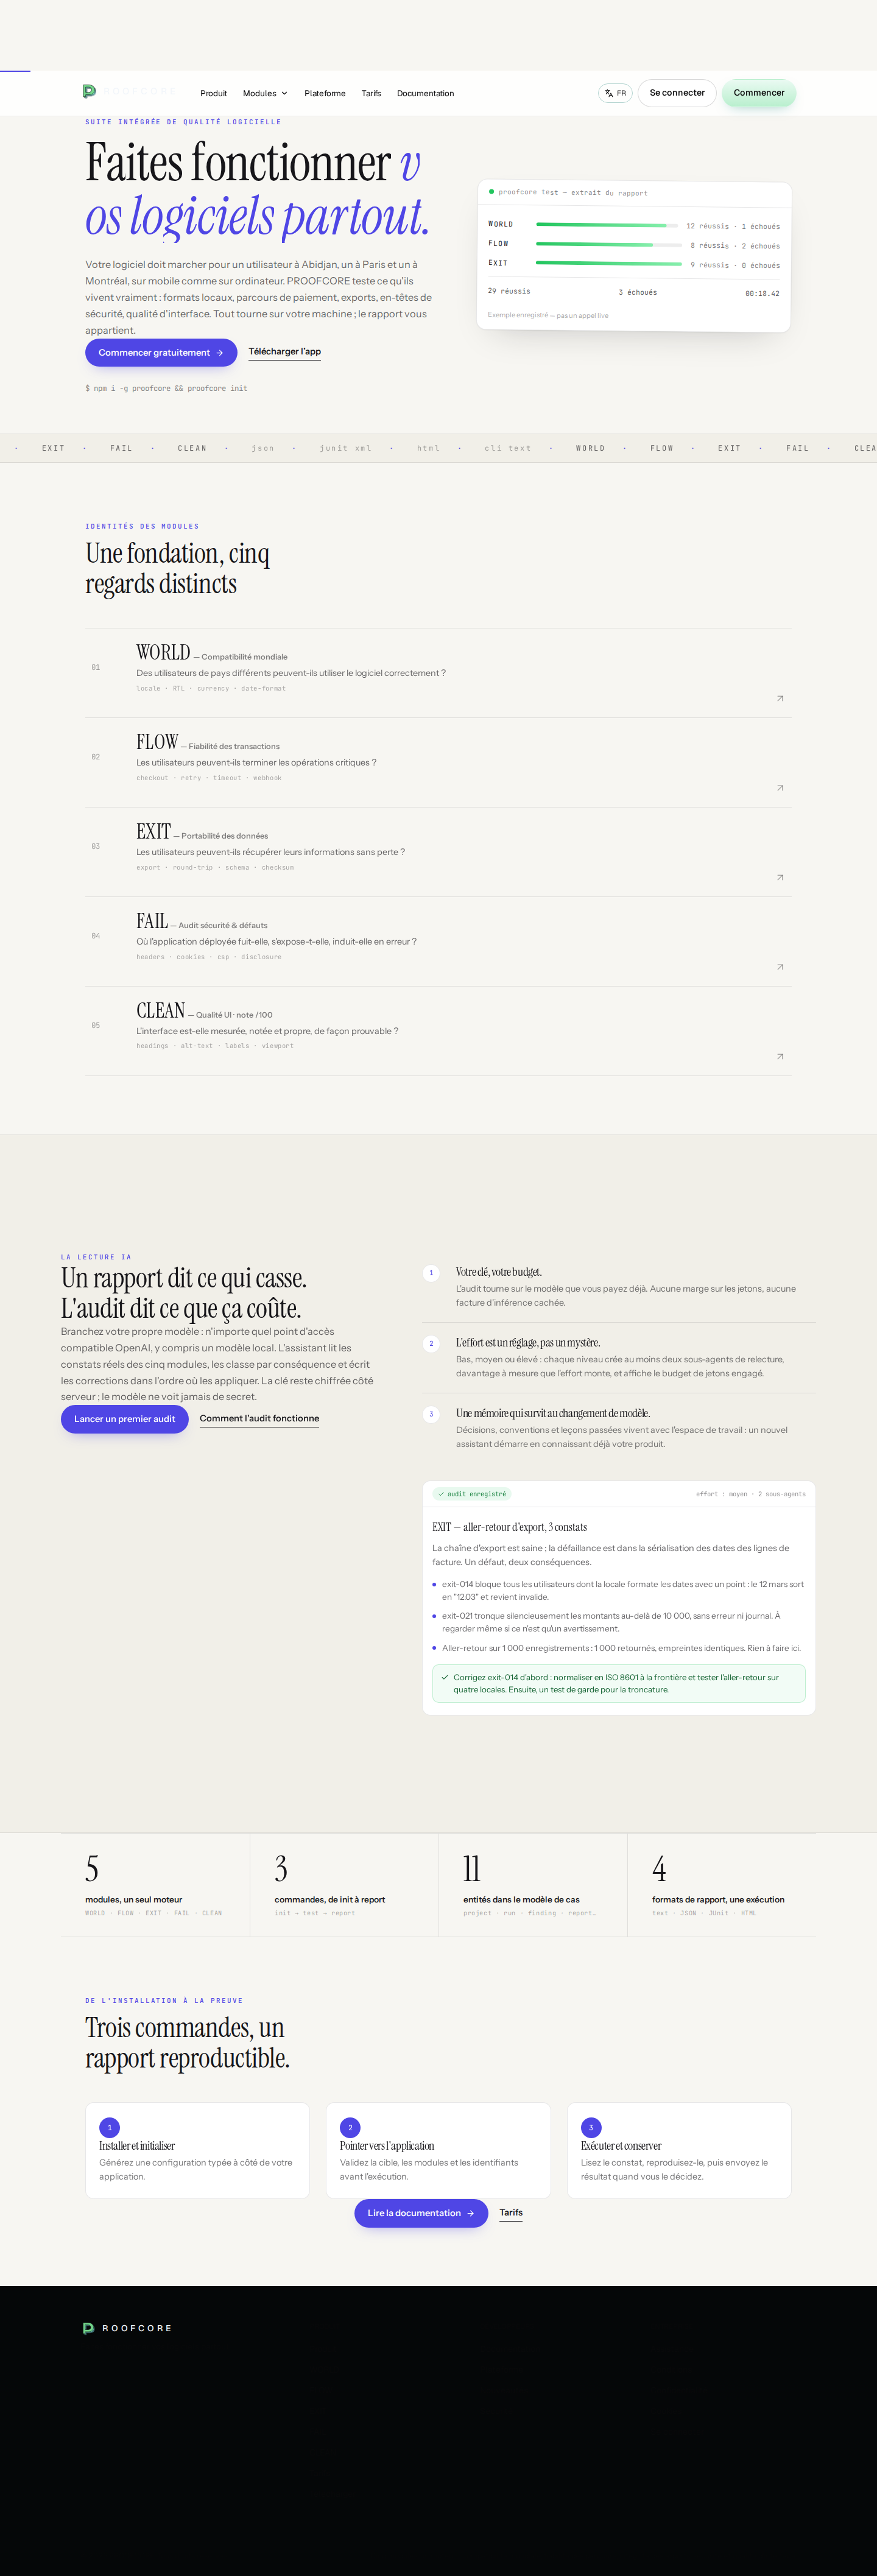 ROOFCORE
Produit
Modules
Plateforme
Tarifs
Documentation
FR
Se connecter
Commencer
SUITE INTÉGRÉE DE QUALITÉ LOGICIELLE
Faites fonctionner v
os logiciels partout.
Votre logiciel doit marcher pour un utilisateur à Abidjan, un à Paris et un à
Montréal, sur mobile comme sur ordinateur. PROOFCORE teste ce qu'ils
vivent vraiment : formats locaux, parcours de paiement, exports, en-têtes de
sécurité, qualité d'interface. Tout tourne sur votre machine ; le rapport vous
appartient.
Commencer gratuitement →
Télécharger l'app
$ npm i -g proofcore && proofcore init
proofcore test — extrait du rapport
WORLD 12 réussis · 1 échoués
FLOW 8 réussis · 2 échoués
EXIT 9 réussis · 0 échoués
29 réussis 3 échoués 00:18.42
Exemple enregistré — pas un appel live
· EXIT · FAIL · CLEAN · json · junit xml · html · cli text · WORLD · FLOW · EXIT · FAIL · CLEA
IDENTITÉS DES MODULES
Une fondation, cinq
regards distincts
01
WORLD — Compatibilité mondiale
Des utilisateurs de pays différents peuvent-ils utiliser le logiciel correctement ?
locale · RTL · currency · date-format
02
FLOW — Fiabilité des transactions
Les utilisateurs peuvent-ils terminer les opérations critiques ?
checkout · retry · timeout · webhook
03
EXIT — Portabilité des données
Les utilisateurs peuvent-ils récupérer leurs informations sans perte ?
export · round-trip · schema · checksum
04
FAIL — Audit sécurité & défauts
Où l'application déployée fuit-elle, s'expose-t-elle, induit-elle en erreur ?
headers · cookies · csp · disclosure
05
CLEAN — Qualité UI · note /100
L'interface est-elle mesurée, notée et propre, de façon prouvable ?
headings · alt-text · labels · viewport
LA LECTURE IA
Un rapport dit ce qui casse.
L'audit dit ce que ça coûte.
Branchez votre propre modèle : n'importe quel point d'accès
compatible OpenAI, y compris un modèle local. L'assistant lit les
constats réels des cinq modules, les classe par conséquence et écrit
les corrections dans l'ordre où les appliquer. La clé reste chiffrée côté
serveur ; le modèle ne voit jamais de secret.
Lancer un premier audit
Comment l'audit fonctionne
1
Votre clé, votre budget.
L'audit tourne sur le modèle que vous payez déjà. Aucune marge sur les jetons, aucune
facture d'inférence cachée.
2
L'effort est un réglage, pas un mystère.
Bas, moyen ou élevé : chaque niveau crée au moins deux sous-agents de relecture,
davantage à mesure que l'effort monte, et affiche le budget de jetons engagé.
3
Une mémoire qui survit au changement de modèle.
Décisions, conventions et leçons passées vivent avec l'espace de travail : un nouvel
assistant démarre en connaissant déjà votre produit.
✓ audit enregistré
effort : moyen · 2 sous-agents
EXIT — aller-retour d'export, 3 constats
La chaîne d'export est saine ; la défaillance est dans la sérialisation des dates des lignes de
facture. Un défaut, deux conséquences.
exit-014 bloque tous les utilisateurs dont la locale formate les dates avec un point : le 12 mars sort
en "12.03" et revient invalide.
exit-021 tronque silencieusement les montants au-delà de 10 000, sans erreur ni journal. À
regarder même si ce n'est qu'un avertissement.
Aller-retour sur 1 000 enregistrements : 1 000 retournés, empreintes identiques. Rien à faire ici.
✓ Corrigez exit-014 d'abord : normaliser en ISO 8601 à la frontière et tester l'aller-retour sur
quatre locales. Ensuite, un test de garde pour la troncature.
5
modules, un seul moteur
WORLD · FLOW · EXIT · FAIL · CLEAN
3
commandes, de init à report
init → test → report
11
entités dans le modèle de cas
project · run · finding · report…
4
formats de rapport, une exécution
text · JSON · JUnit · HTML
DE L'INSTALLATION À LA PREUVE
Trois commandes, un
rapport reproductible.
1
Installer et initialiser
Générez une configuration typée à côté de votre
application.
2
Pointer vers l'application
Validez la cible, les modules et les identifiants
avant l'exécution.
3
Exécuter et conserver
Lisez le constat, reproduisez-le, puis envoyez le
résultat quand vous le décidez.
Lire la documentation →
Tarifs
ROOFCORE